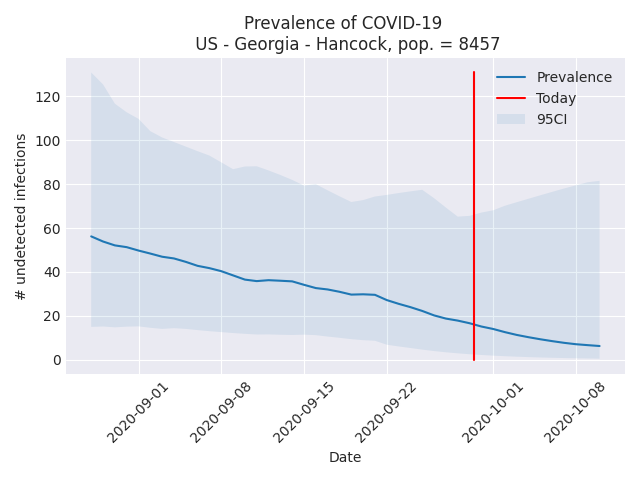 Prevalence of COVID-19
US - Georgia - Hancock, pop. = 8457
Prevalence
Today
95CI
# undetected infections
120
100
80
60
40
20
0
2020-09-01
2020-09-08
2020-09-15
2020-09-22
2020-10-01
2020-10-08
Date